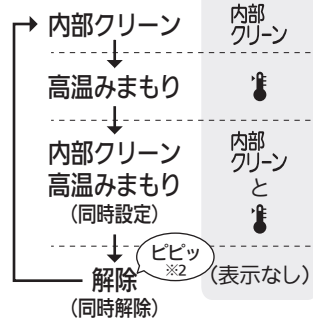 内部クリーン
内部
クリーン
高温みまもり
内部クリーン
高温みまもり
(同時設定)
内部
クリーン
と
解除
(同時解除)
ピピッ
※2
(表示なし)